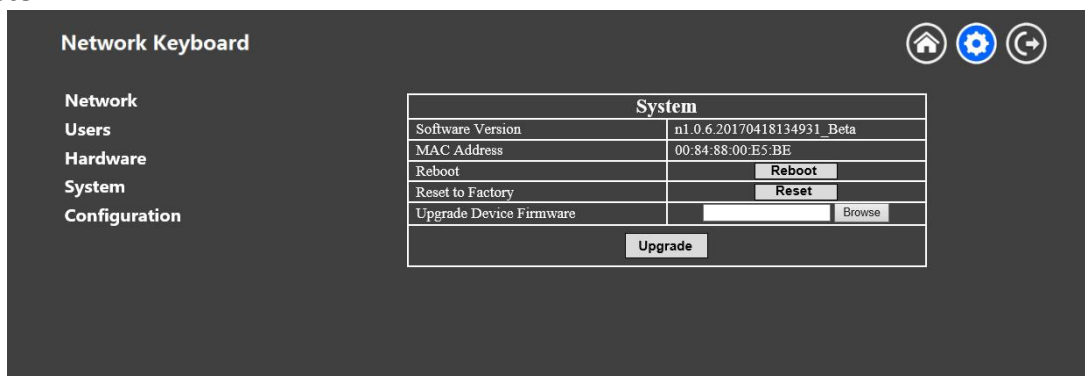 Network Keyboard
Network
Users
Hardware
System
Configuration
System
Software Version n1.0.6.20170418134931_Beta
MAC Address 00:84:88:00:E5:BE
Reboot Reboot
Reset to Factory Reset
Upgrade Device Firmware Browse
Upgrade